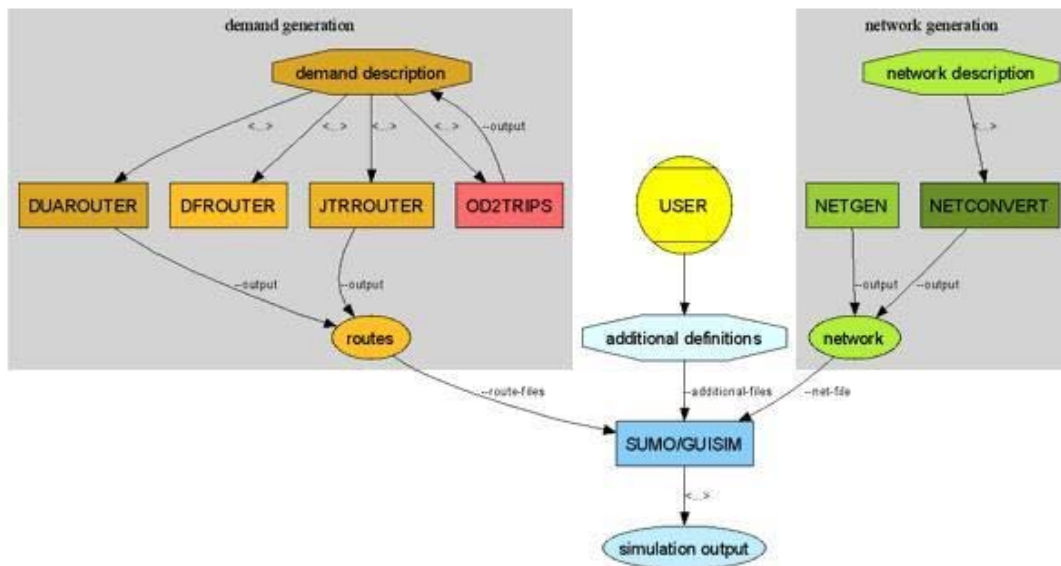 demand generation
network generation
demand description
network description
<...>
<...>
<...>
<...>
--output
<...>
DUAROUTER
DFROUTER
JTRROUTER
OD2TRIPS
USER
NETGEN
NETCONVERT
--output
--output
--output
--output
routes
additional definitions
network
--route-files
--additional-files
--net-file
SUMO/GUISIM
<...>
simulation output